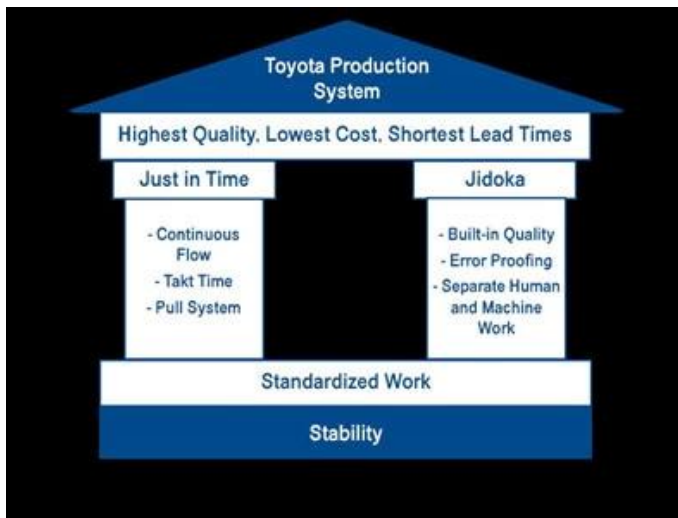 Toyota Production
System
Highest Quality, Lowest Cost, Shortest Lead Times
Just in Time
- Continuous
Flow
- Takt Time
- Pull System
Jidoka
- Built-in Quality
- Error Proofing
- Separate Human
and Machine
Work
Standardized Work
Stability